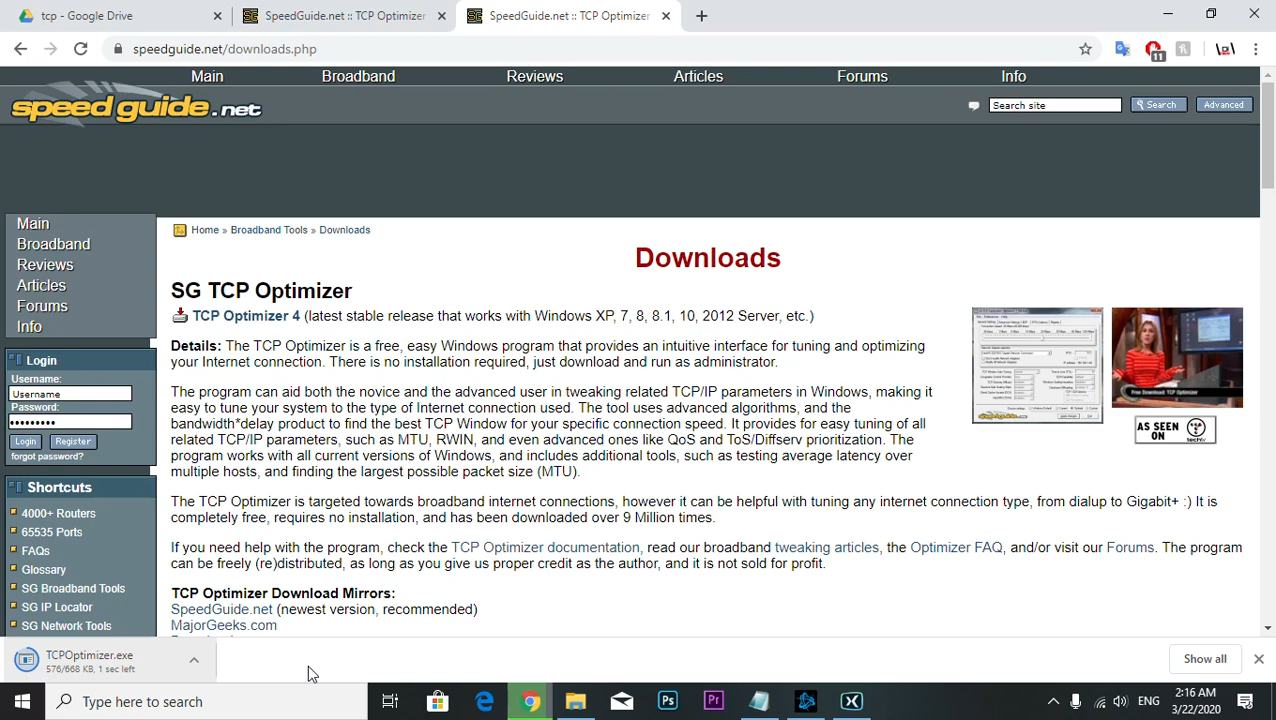 tcp - Google Drive
SpeedGuide.net :: TCP Optimizer
SpeedGuide.net :: TCP Optimizer
speedguide.net/downloads.php
11
Main Broadband Reviews Articles Forums Info
speedguide.net
Search site
Search
Advanced
Main
Broadband
Reviews
Articles
Forums
Info
Login
Username:
Username
Password:
Login
Register
forgot password?
Shortcuts
4000+ Routers
65535 Ports
FAQs
Glossary
SG Broadband Tools
SG IP Locator
SG Network Tools
Home » Broadband Tools » Downloads
Downloads
SG TCP Optimizer
TCP Optimizer 4 (latest stable release that works with Windows XP, 7, 8, 8.1, 10, 2012 Server, etc.)
Details: The TCP Optimizer is a free, easy Windows program that provides an intuitive interface for tuning and optimizing
your Internet connection. There is no installation required, just download and run as administrator.
The program can assist both the novice and the advanced user in tweaking related TCP/IP parameters in Windows, making it
easy to tune your system to the type of Internet connection used. The tool uses advanced algorithms, and the
bandwidth*delay product to find the best TCP Window for your specific connection speed. It provides for easy tuning of all
related TCP/IP parameters, such as MTU, RWIN, and even advanced ones like QoS and ToS/Diffserv prioritization. The
program works with all current versions of Windows, and includes additional tools, such as testing average latency over
multiple hosts, and finding the largest possible packet size (MTU).
Free Download: TCP Optimizer
AS SEEN
ON
The TCP Optimizer is targeted towards broadband internet connections, however it can be helpful with tuning any internet connection type, from dialup to Gigabit+ :) It is
completely free, requires no installation, and has been downloaded over 9 Million times.
If you need help with the program, check the TCP Optimizer documentation, read our broadband tweaking articles, the Optimizer FAQ, and/or visit our Forums. The program
can be freely (re)distributed, as long as you give us proper credit as the author, and it is not sold for profit.
TCP Optimizer Download Mirrors:
SpeedGuide.net (newest version, recommended)
MajorGeeks.com
TCPOptimizer.exe
576/668 KB, 1 sec left
Show all
Type here to search
Ps
Pr
ENG
2:16 AM
3/22/2020